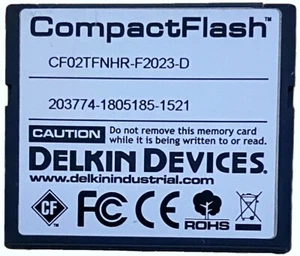 CompactFlash™
CF02TFNHR-F2023-D
203774-1805185-1521
CAUTION Do not remove this memory card
while it is being written to or read.
DELKIN DEVICES.
www.delkinindustrial.com
CF FC CE ROHS